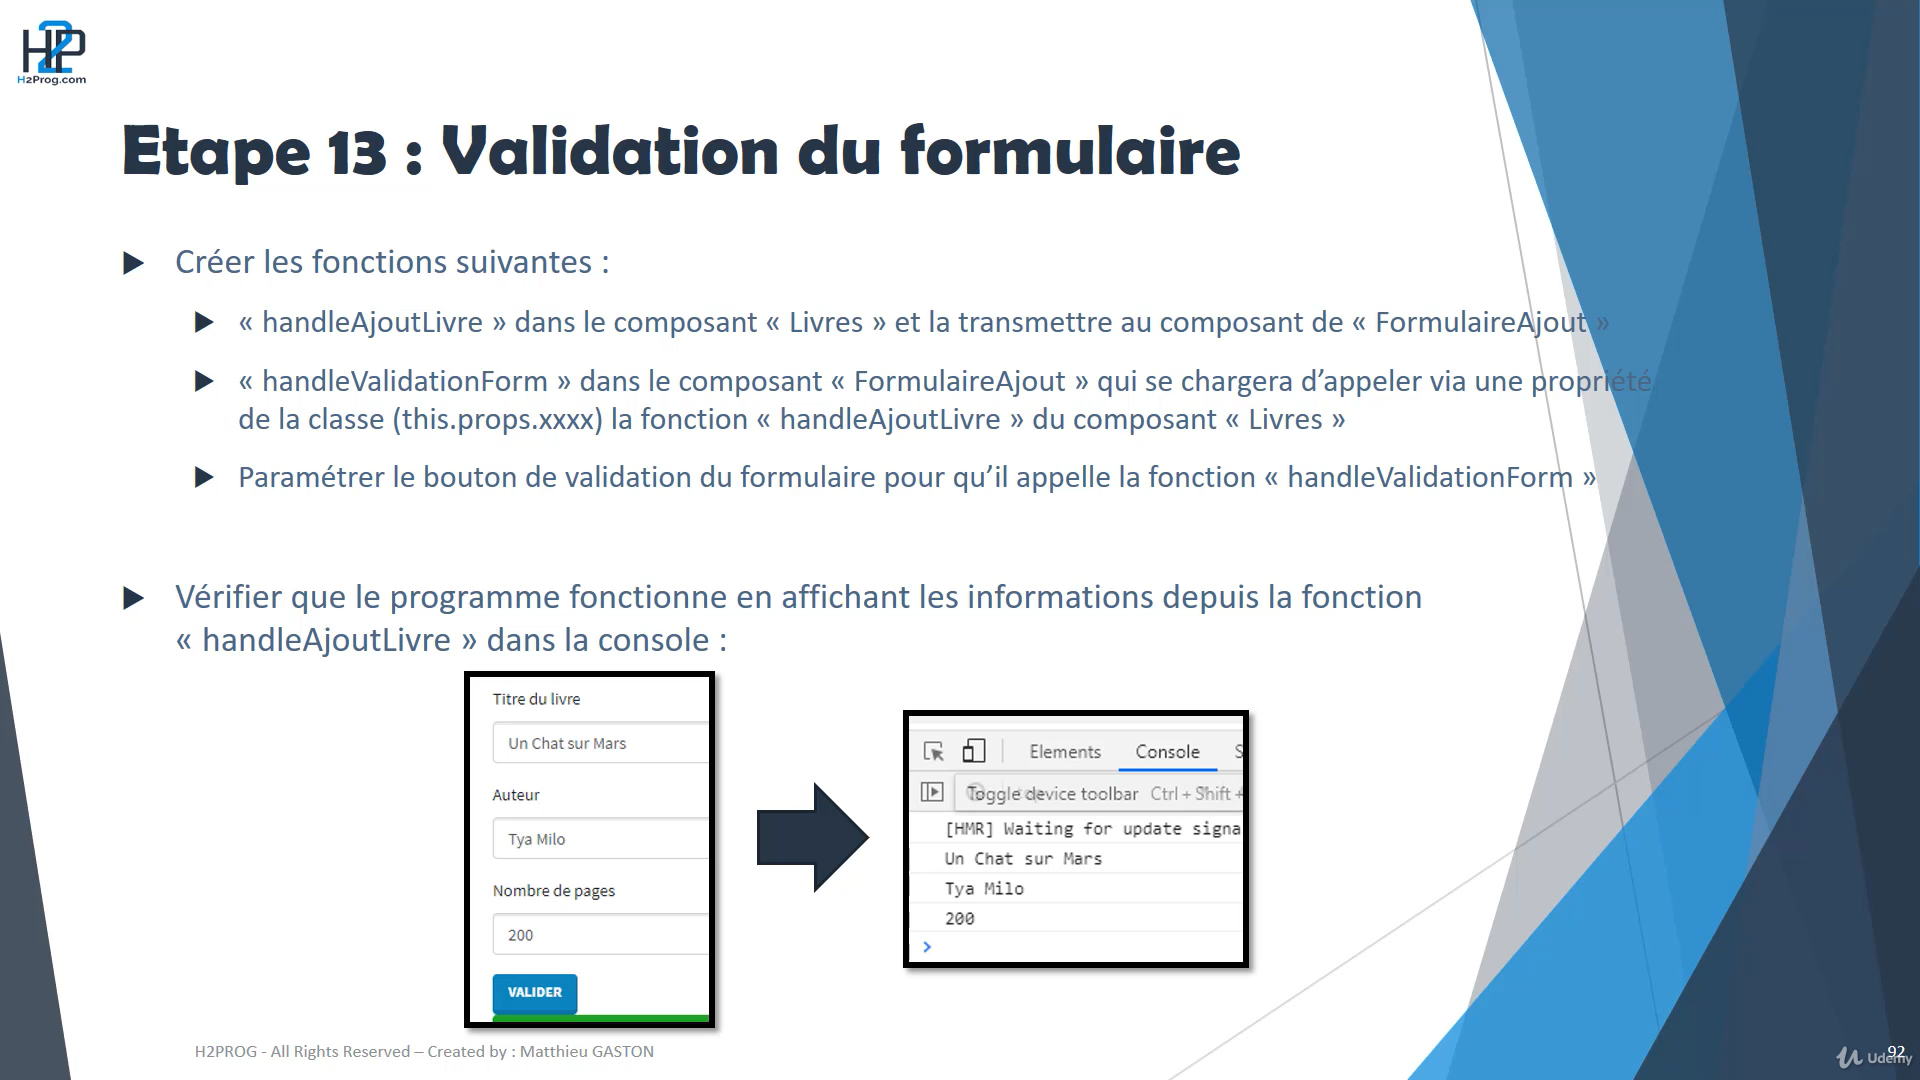 H2P
H2Prog.com
Etape 13 : Validation du formulaire
Créer les fonctions suivantes :
« handleAjoutLivre » dans le composant « Livres » et la transmettre au composant de « FormulaireAjout »
« handleValidationForm » dans le composant « FormulaireAjout » qui se chargera d’appeler via une propriété
de la classe (this.props.xxxx) la fonction « handleAjoutLivre » du composant « Livres »
Paramétrer le bouton de validation du formulaire pour qu’il appelle la fonction « handleValidationForm »
Vérifier que le programme fonctionne en affichant les informations depuis la fonction
« handleAjoutLivre » dans la console :
Titre du livre
Un Chat sur Mars
Auteur
Tya Milo
Nombre de pages
200
VALIDER
Elements Console S
Toggle device toolbar Ctrl + Shift +
[HMR] Waiting for update signa
Un Chat sur Mars
Tya Milo
200
H2PROG - All Rights Reserved – Created by : Matthieu GASTON
92
Udemy